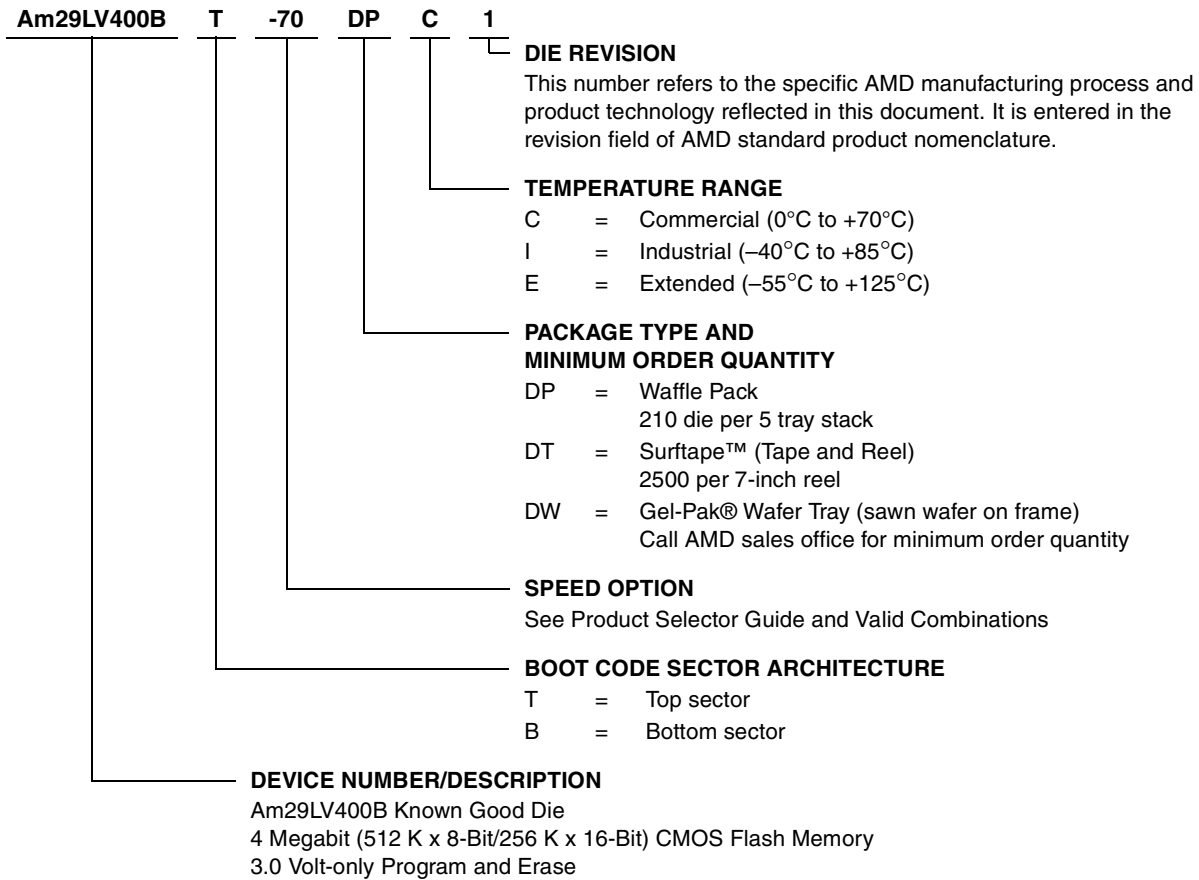 Am29LV400B T -70 DP C 1
DIE REVISION
This number refers to the specific AMD manufacturing process and
product technology reflected in this document. It is entered in the
revision field of AMD standard product nomenclature.
TEMPERATURE RANGE
C = Commercial (0°C to +70°C)
I = Industrial (–40°C to +85°C)
E = Extended (–55°C to +125°C)
PACKAGE TYPE AND
MINIMUM ORDER QUANTITY
DP = Waffle Pack
210 die per 5 tray stack
DT = Surftape™ (Tape and Reel)
2500 per 7-inch reel
DW = Gel-Pak® Wafer Tray (sawn wafer on frame)
Call AMD sales office for minimum order quantity
SPEED OPTION
See Product Selector Guide and Valid Combinations
BOOT CODE SECTOR ARCHITECTURE
T = Top sector
B = Bottom sector
DEVICE NUMBER/DESCRIPTION
Am29LV400B Known Good Die
4 Megabit (512 K x 8-Bit/256 K x 16-Bit) CMOS Flash Memory
3.0 Volt-only Program and Erase